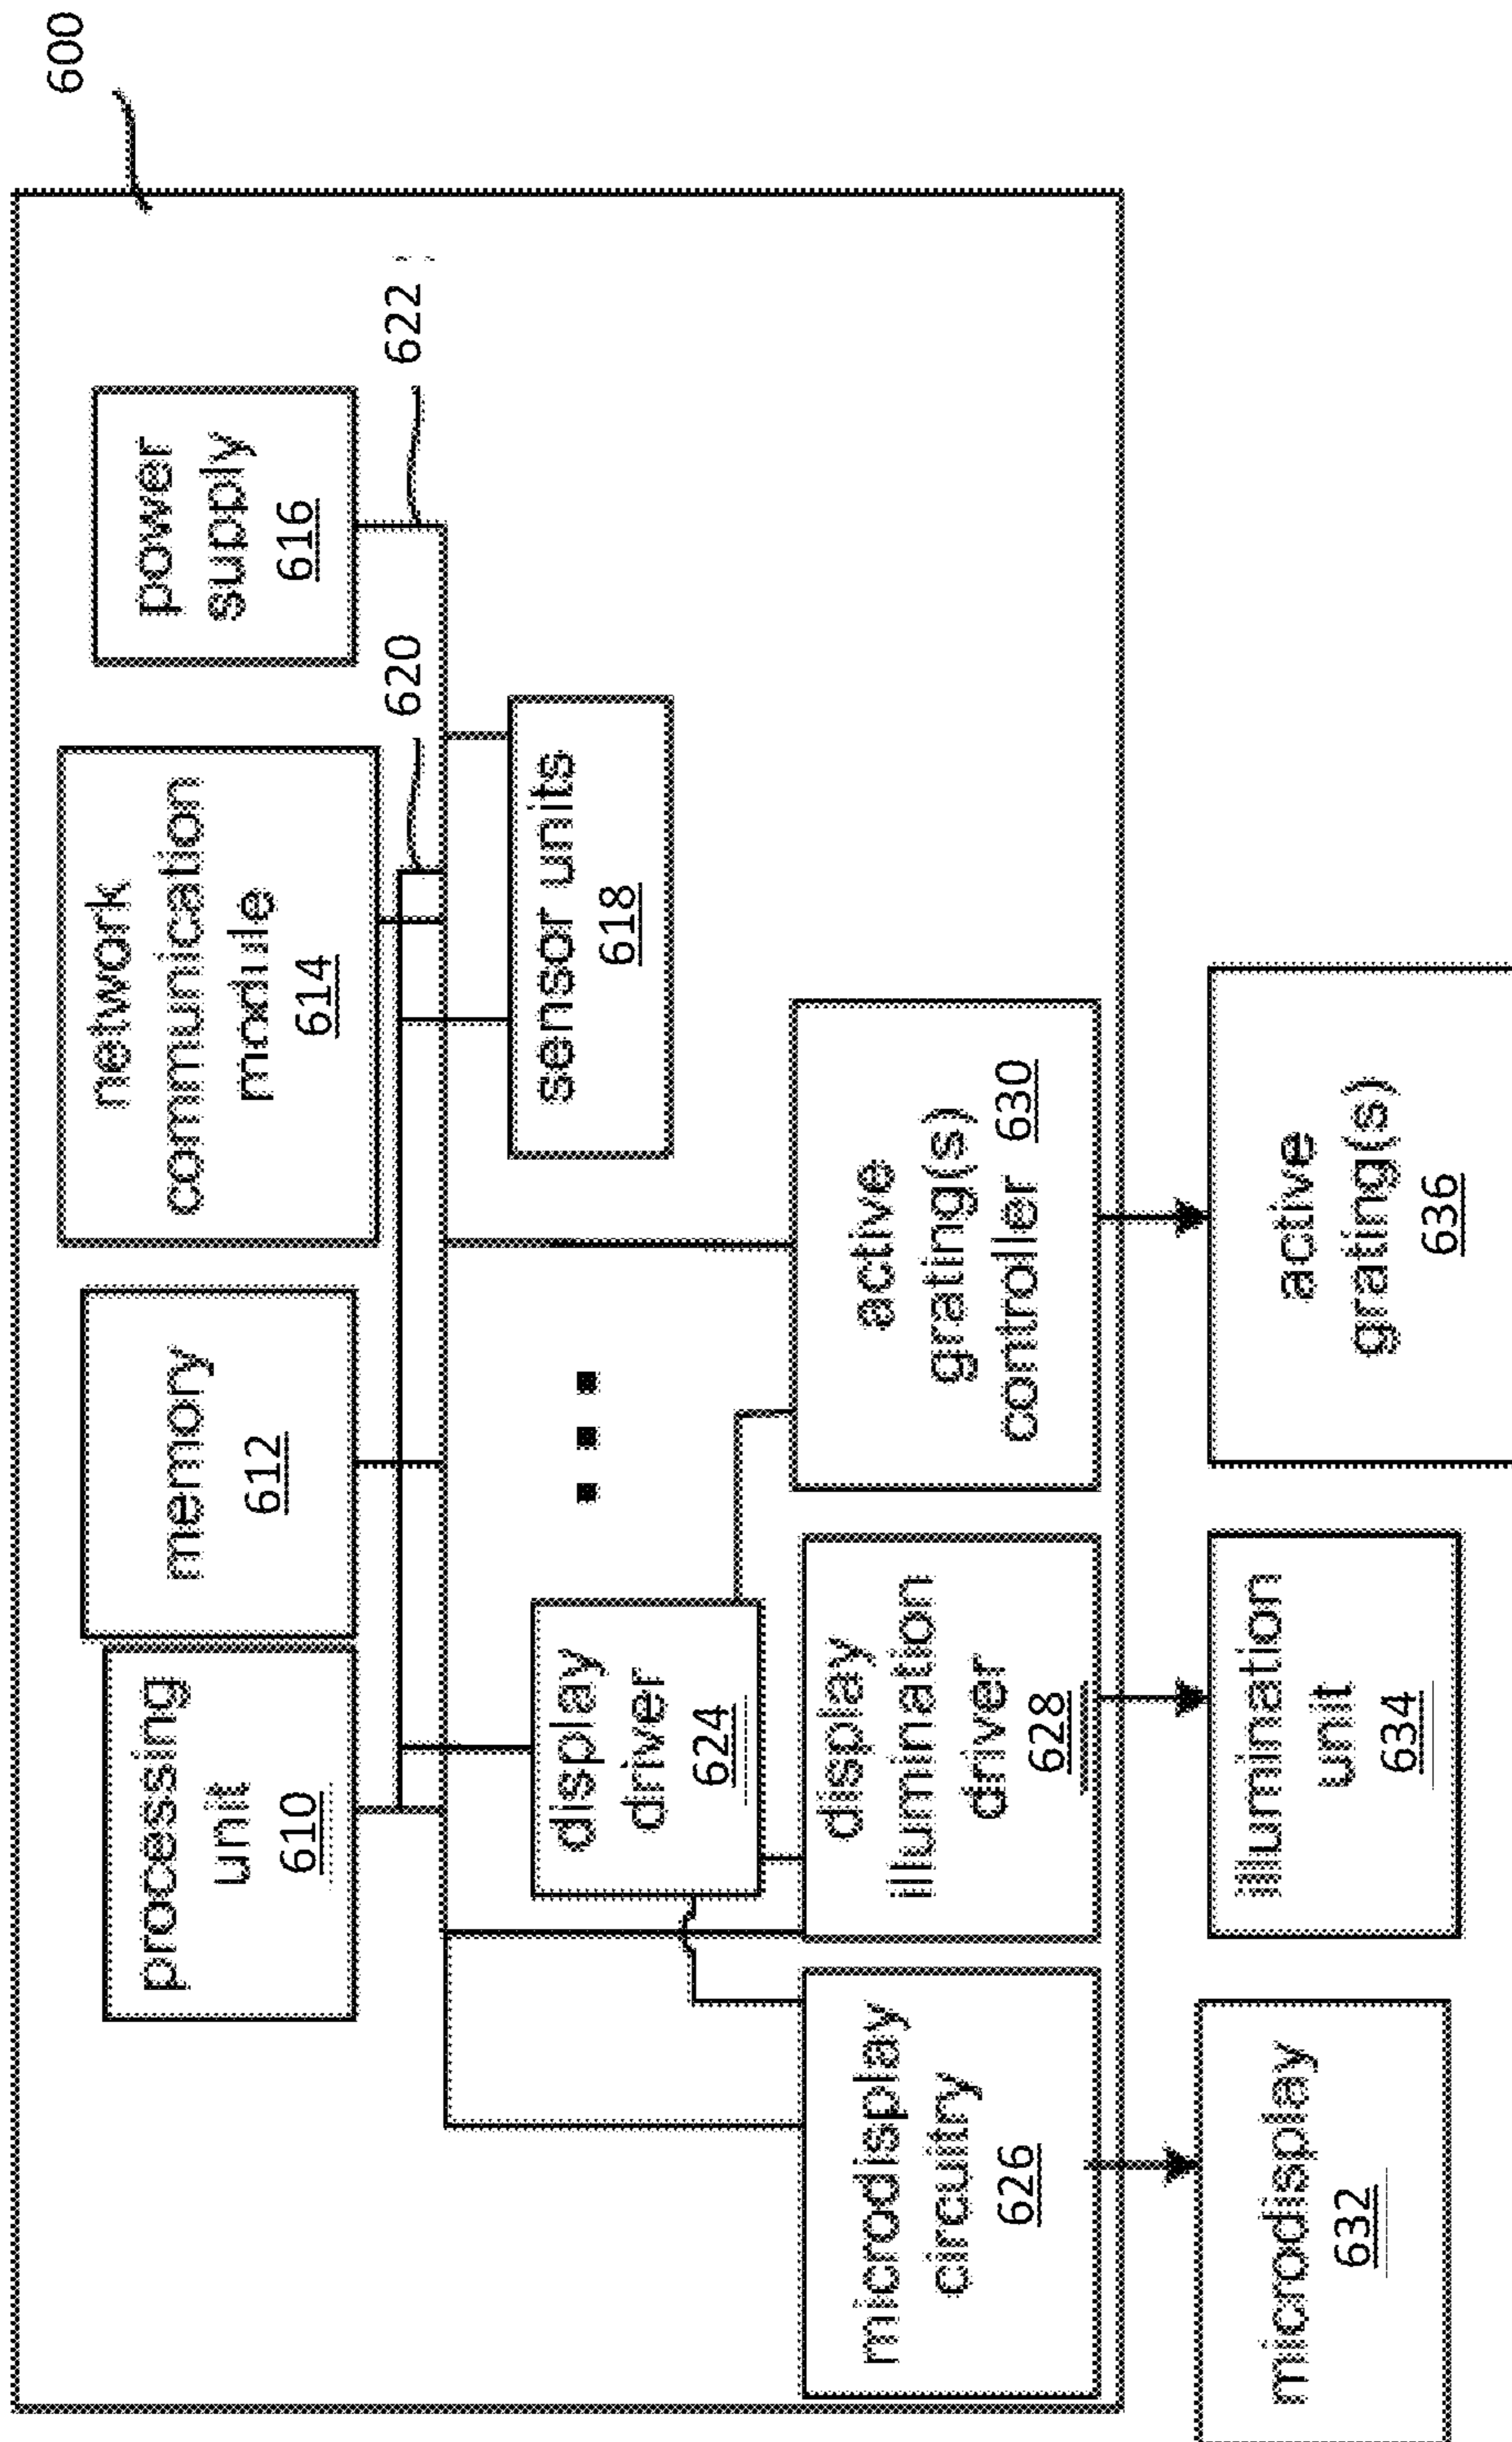 600
processing
unit
610
memory
612
network
communication
module
614
power
supply
616
620
622
sensor units
618
display
driver
624
microdisplay
circuitry
626
display
illumination
driver
628
active
grating(s)
controller 630
microdisplay
632
illumination
unit
634
active
grating(s)
636